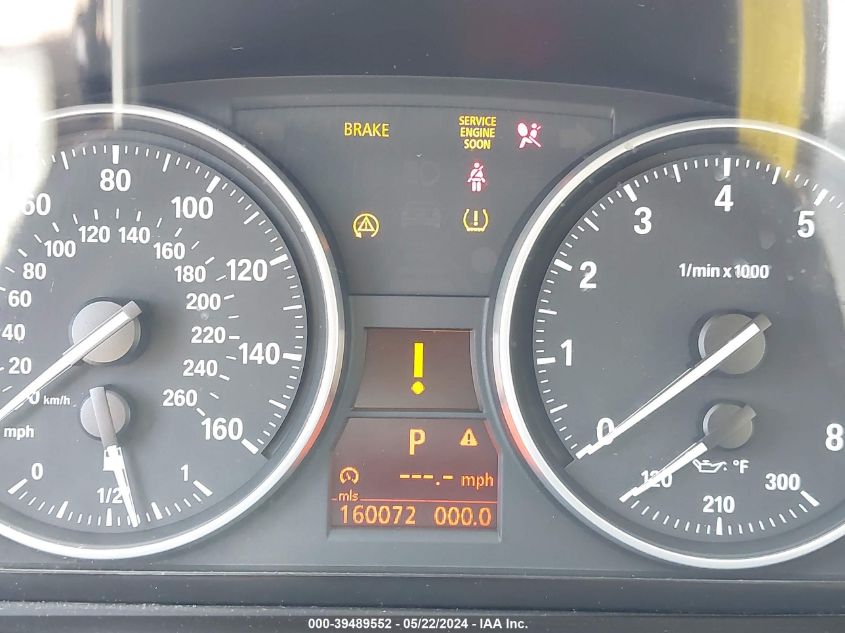 BRAKE
SERVICE
ENGINE
SOON
60 80 100 120 140 160
mph
0 20 40 60 80 100 120 140 160 180 200 220 240 260
km/h
0 1/2 1
!
P !
---.- mph
mls
160072 000.0
0 1 2 3 4 5 8
1/min x 1000
120 210 300
°F
000-39489552 / 05/22/2024 - IAA Inc.